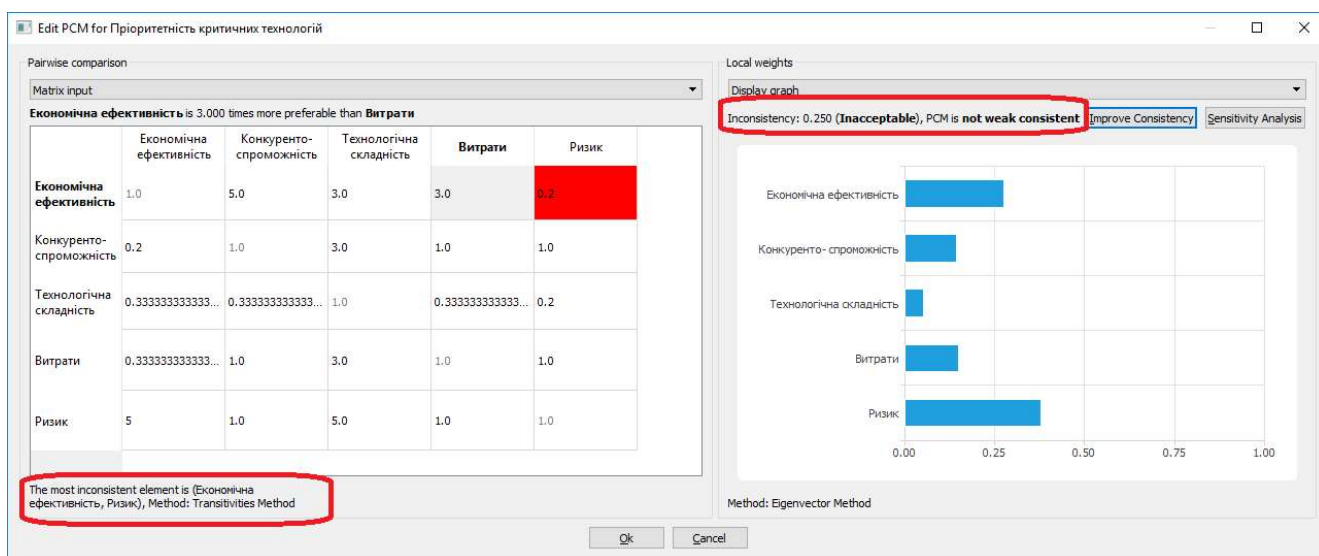 Edit PCM for Пріоритетність критичних технологій
Pairwise comparison
Matrix input
Економічна ефективність is 3.000 times more preferable than Витрати
Економічна ефективність Конкуренто- спроможність Технологічна складність Витрати Ризик
Економічна ефективність 1.0 5.0 3.0 3.0 0.2
Конкуренто- спроможність 0.2 1.0 3.0 1.0 1.0
Технологічна складність 0.333333333333... 0.333333333333... 1.0 0.333333333333... 0.2
Витрати 0.333333333333... 1.0 3.0 1.0 1.0
Ризик 5 1.0 5.0 1.0 1.0
The most inconsistent element is (Економічна
ефективність, Ризик), Method: Transitivities Method
Local weights
Display graph
Inconsistency: 0.250 (Inacceptable), PCM is not weak consistent Improve Consistency Sensitivity Analysis
Економічна ефективність
Конкуренто- спроможність
Технологічна складність
Витрати
Ризик
0.00 0.25 0.50 0.75 1.00
Method: Eigenvector Method
Ok Cancel